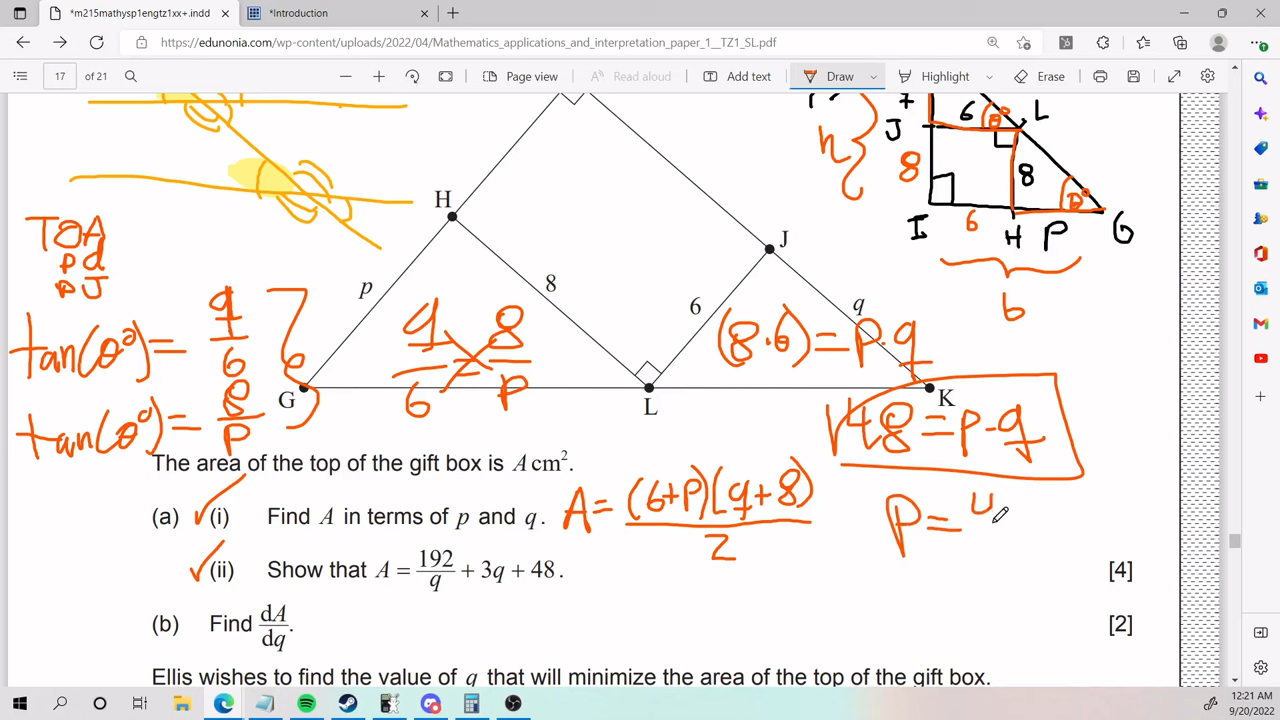 *m215mathysp1engtz1xx+.indd
*Introduction
https://edunonia.com/wp-content/uploads/2022/04/Mathematics_applications_and_interpretation_paper_1__TZ1_SL.pdf
17 of 21
Page view
Read aloud
Add text
Draw
Highlight
Erase
7
6
θ°
L
J
h
8
8
I
6
H
P
G
6
H
J
p
8
6
q
G
L
K
TOA
P d
P J
tan(θ°) = q/6
tan(θ°) = 8/P
q/6 = 8/P
(8·6) = p·q
48 = p·q
The area of the top of the gift box is A cm².
(a) (i) Find A in terms of p and q.
A = (6+p)(q+8)/2
P = 4
(ii) Show that A = 192/q + 3q + 48.
[4]
(b) Find dA/dq.
[2]
Ellis wishes to find the value of q that will minimize the area of the top of the gift box.
12:21 AM
9/20/2022